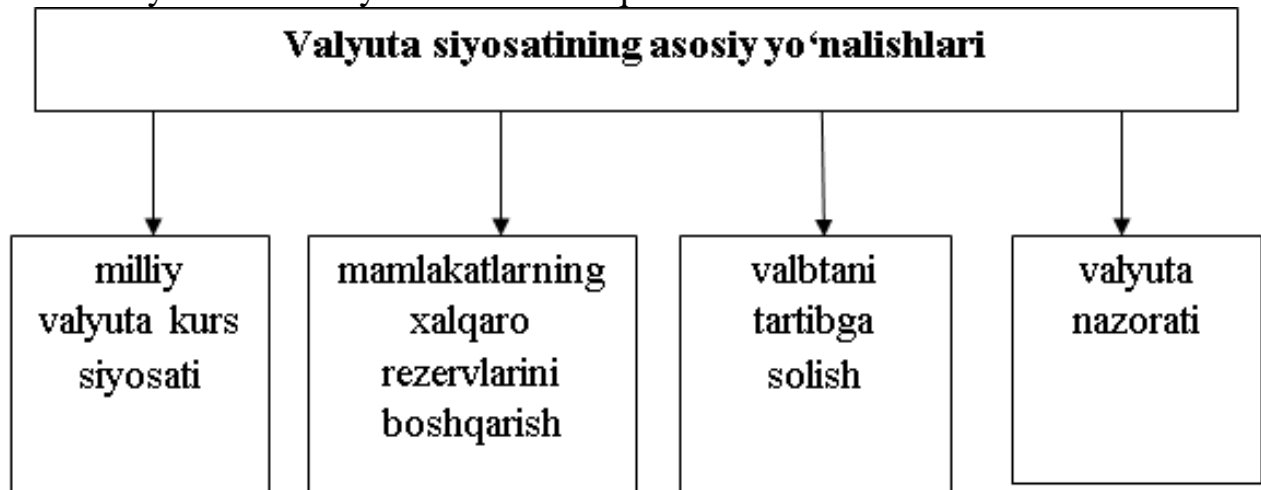 Valyuta siyosatining asosiy yo‘nalishlari
milliy
valyuta kurs
siyosati
mamlakatlarning
xalqaro
rezervlarini
boshqarish
valbtani
tartibga
solish
valyuta
nazorati